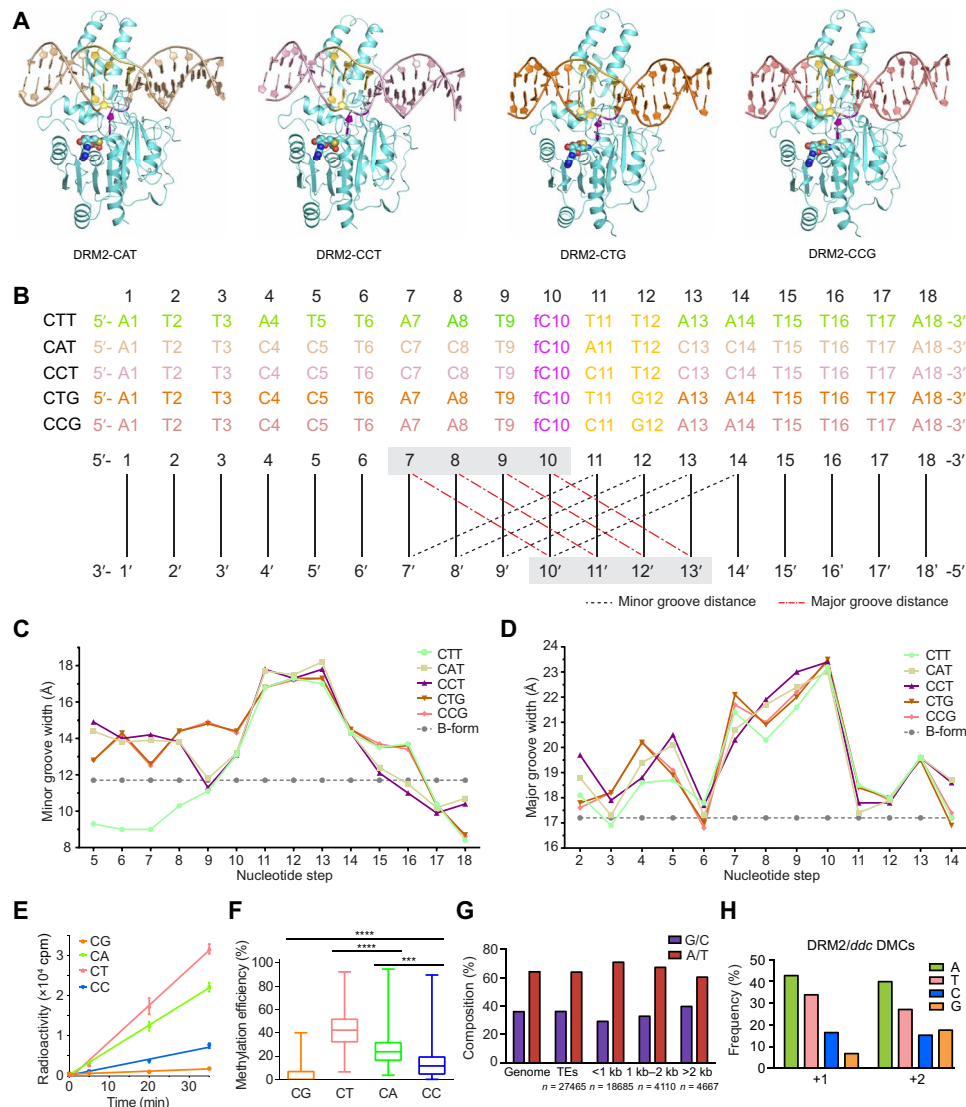 A
DRM2-CAT DRM2-CCT DRM2-CTG DRM2-CCG
B
1 2 3 4 5 6 7 8 9 10 11 12 13 14 15 16 17 18
CTT 5′- A1 T2 T3 A4 T5 T6 A7 A8 T9 fC10 T11 T12 A13 A14 T15 T16 T17 A18 -3′
CAT 5′- A1 T2 T3 C4 C5 T6 C7 C8 T9 fC10 A11 T12 C13 C14 T15 T16 T17 A18 -3′
CCT 5′- A1 T2 T3 C4 C5 T6 C7 C8 T9 fC10 C11 T12 C13 C14 T15 T16 T17 A18 -3′
CTG 5′- A1 T2 T3 C4 C5 T6 A7 A8 T9 fC10 T11 G12 A13 A14 T15 T16 T17 A18 -3′
CCG 5′- A1 T2 T3 C4 C5 T6 A7 A8 T9 fC10 C11 G12 A13 A14 T15 T16 T17 A18 -3′
5′- 1 2 3 4 5 6 7 8 9 10 11 12 13 14 15 16 17 18 -3′
3′- 1′ 2′ 3′ 4′ 5′ 6′ 7′ 8′ 9′ 10′ 11′ 12′ 13′ 14′ 15′ 16′ 17′ 18′ -5′
Minor groove distance Major groove distance
C
Minor groove width (Å)
18
16
14
12
10
8
5 6 7 8 9 10 11 12 13 14 15 16 17 18
Nucleotide step
CTT
CAT
CCT
CTG
CCG
B-form
D
Major groove width (Å)
26
25
24
23
22
21
20
19
18
17
16
2 3 4 5 6 7 8 9 10 11 12 13 14
Nucleotide step
CTT
CAT
CCT
CTG
CCG
B-form
E
Radioactivity (×10⁴ cpm)
3
2
1
0
0 10 20 30
Time (min)
CG
CA
CT
CC
F
Methylation efficiency (%)
100
80
60
40
20
0
****
****
***
CG CT CA CC
G
Composition (%)
80
60
40
20
0
G/C
A/T
Genome TEs <1 kb 1 kb–2 kb >2 kb
n = 27465 n = 18685 n = 4110 n = 4667
H
DRM2/ddc DMCs
Frequency (%)
50
40
30
20
10
0
A
T
C
G
+1 +2